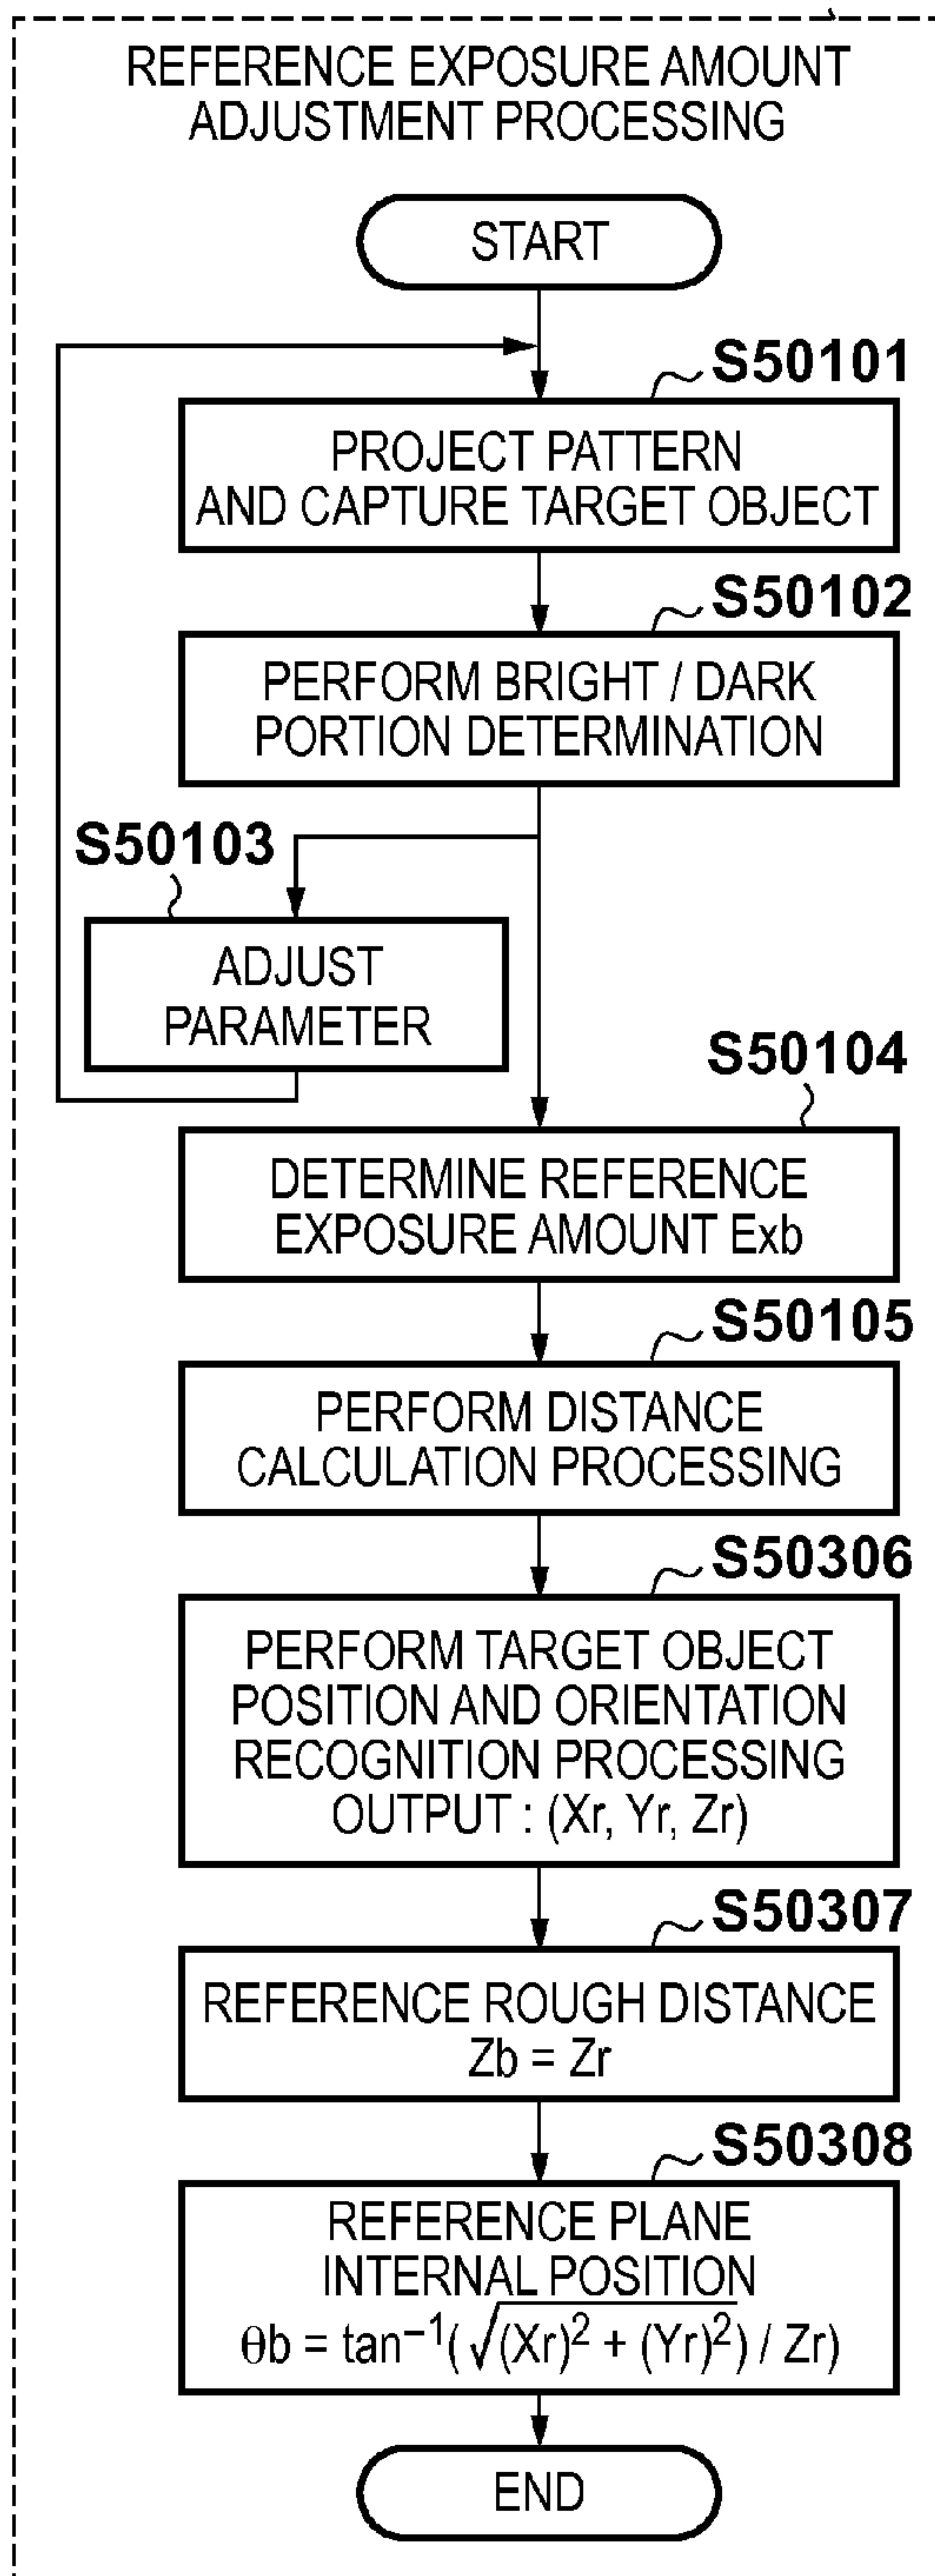 REFERENCE EXPOSURE AMOUNT
ADJUSTMENT PROCESSING
START
S50101
PROJECT PATTERN
AND CAPTURE TARGET OBJECT
S50102
PERFORM BRIGHT / DARK
PORTION DETERMINATION
S50103
ADJUST
PARAMETER
S50104
DETERMINE REFERENCE
EXPOSURE AMOUNT Exb
S50105
PERFORM DISTANCE
CALCULATION PROCESSING
S50306
PERFORM TARGET OBJECT
POSITION AND ORIENTATION
RECOGNITION PROCESSING
OUTPUT : (Xr, Yr, Zr)
S50307
REFERENCE ROUGH DISTANCE
Zb = Zr
S50308
REFERENCE PLANE
INTERNAL POSITION
θb = tan⁻¹(√(Xr)² + (Yr)²) / Zr)
END